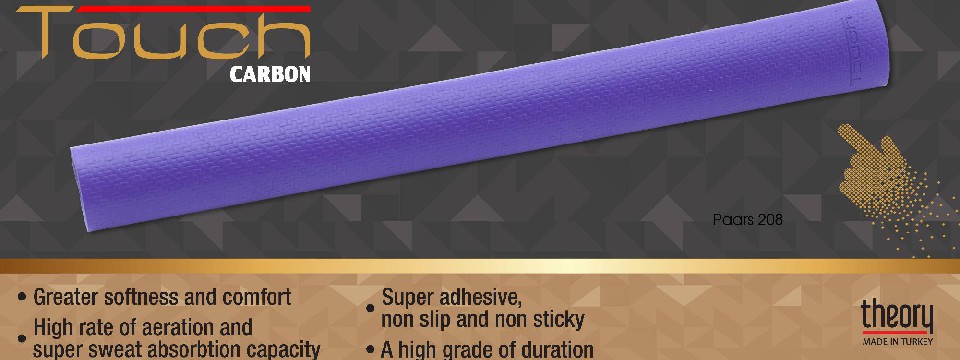 Touch
CARBON
TOUCH
Paars 208
• Greater softness and comfort
• High rate of aeration and
super sweat absorbtion capacity
• Super adhesive,
non slip and non sticky
• A high grade of duration
theory
MADE IN TURKEY